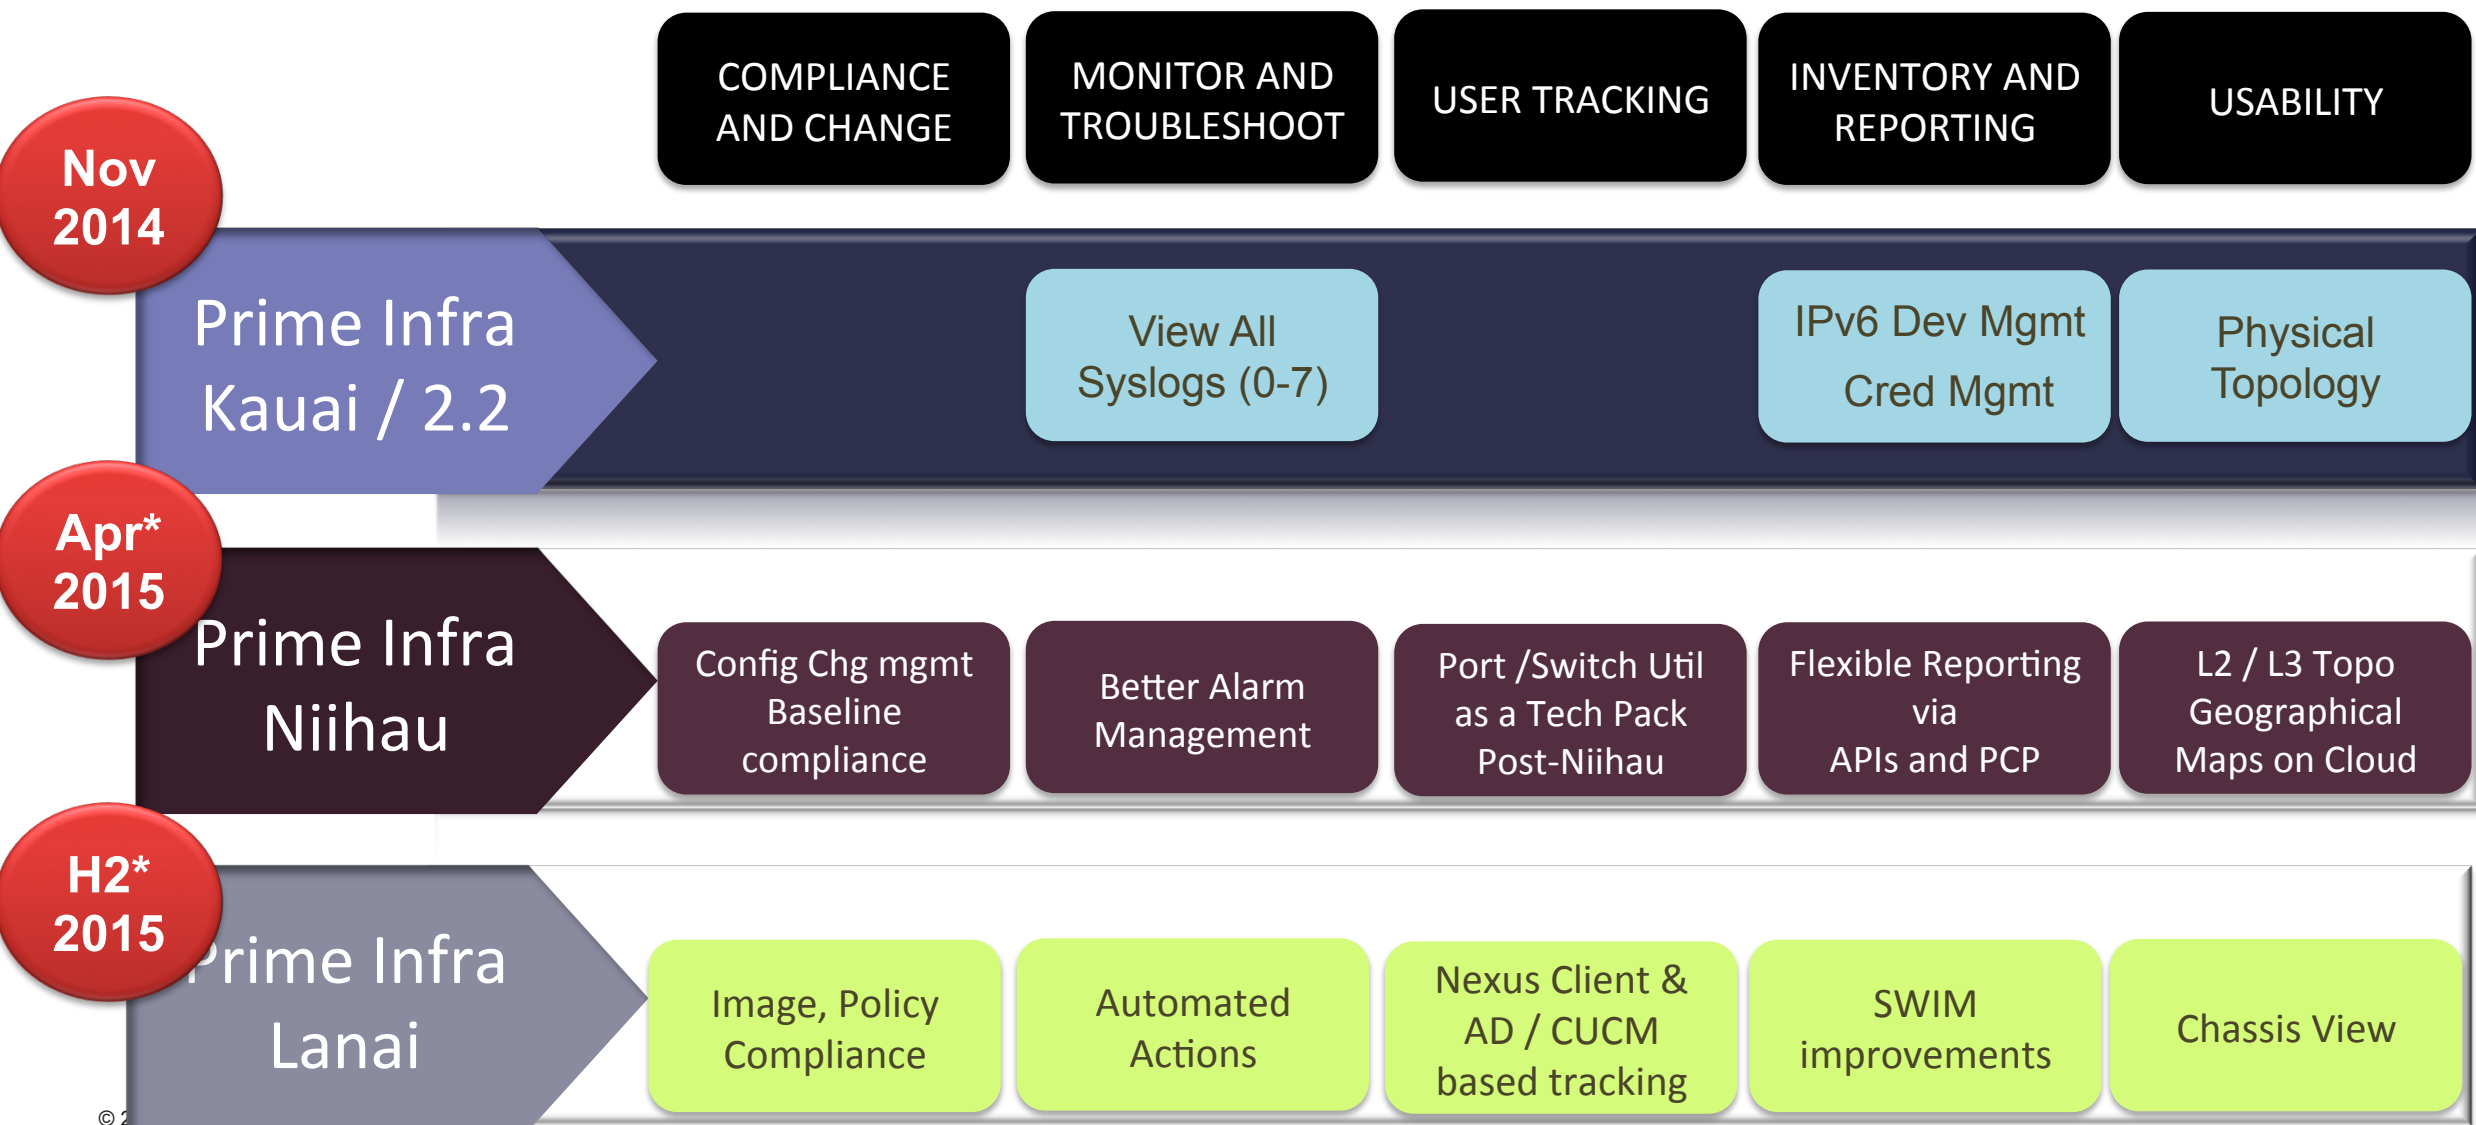 COMPLIANCE
AND CHANGE
MONITOR AND
TROUBLESHOOT
USER TRACKING
INVENTORY AND
REPORTING
USABILITY
Nov
2014
Prime Infra
Kauai / 2.2
View All
Syslogs (0-7)
IPv6 Dev Mgmt
Cred Mgmt
Physical
Topology
Apr*
2015
Prime Infra
Niihau
Config Chg mgmt
Baseline
compliance
Better Alarm
Management
Port /Switch Util
as a Tech Pack
Post-Niihau
Flexible Reporting
via
APIs and PCP
L2 / L3 Topo
Geographical
Maps on Cloud
H2*
2015
Prime Infra
Lanai
Image, Policy
Compliance
Automated
Actions
Nexus Client &
AD / CUCM
based tracking
SWIM
improvements
Chassis View
©